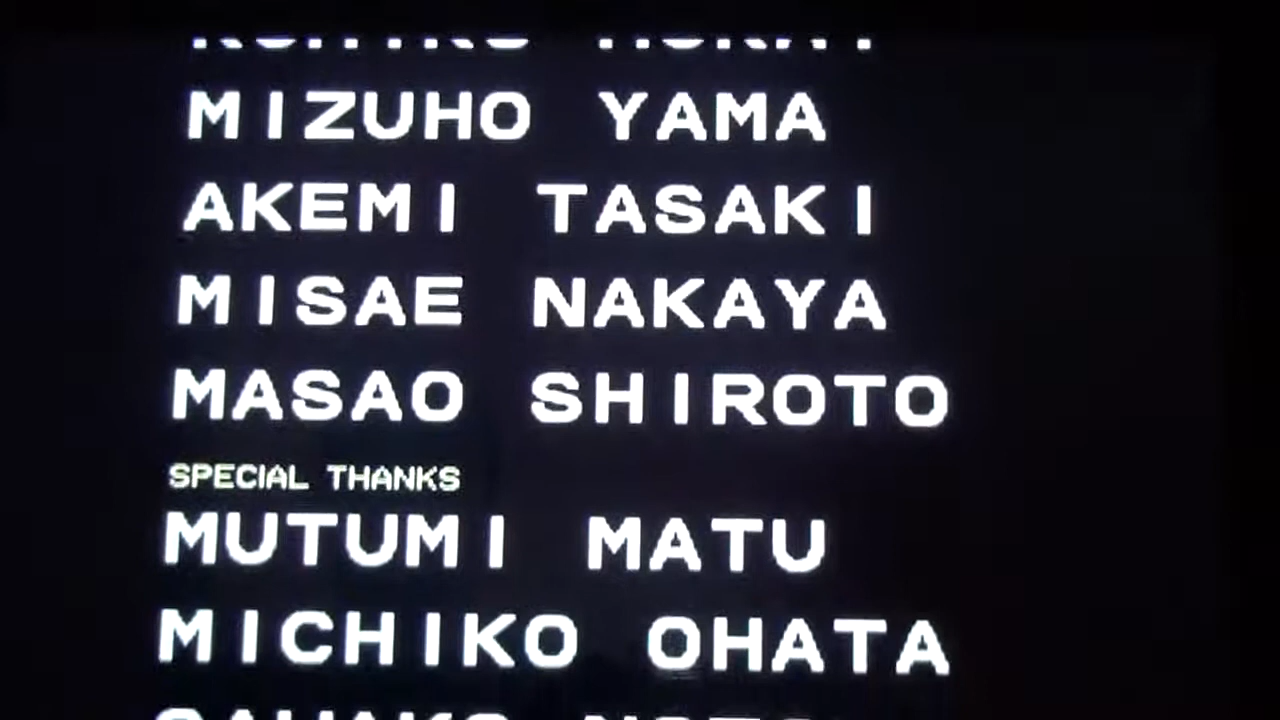 MIZUHO YAMA
AKEMI TASAKI
MISAE NAKAYA
MASAO SHIROTO
SPECIAL THANKS
MUTUMI MATU
MICHIKO OHATA